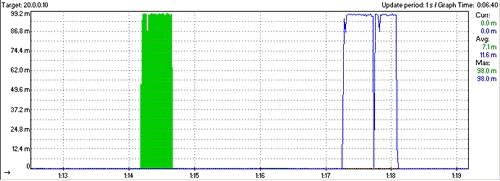 Target: 20.0.0.10
Update period: 1 s / Graph Time: 0:06:40
99.2 m
86.8 m
74.4 m
62.0 m
49.6 m
37.2 m
24.8 m
12.4 m
0
1:13
1:14
1:15
1:16
1:17
1:18
1:19
Curr:
0.0 m
0.0 m
Avg:
7.1 m
11.6 m
Max:
98.0 m
98.0 m